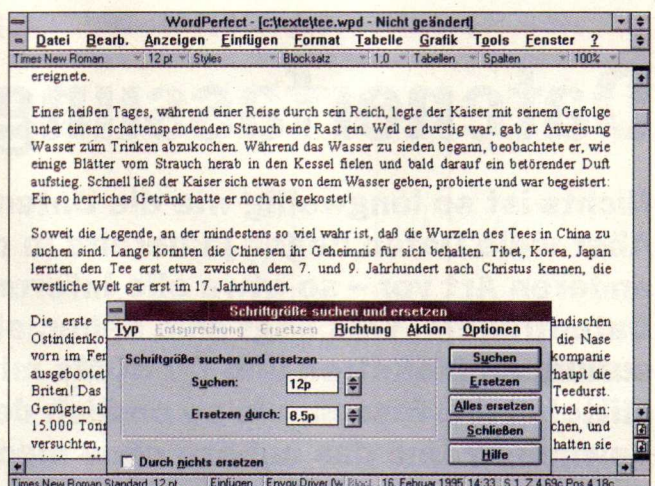 WordPerfect - [c:\texte\tee.wpd - Nicht geändert]
Datei Bearb. Anzeigen Einfügen Format Tabelle Grafik Tools Fenster ?
Times New Roman 12 pt Styles Blocksatz 1,0 Tabellen Spalten 100%
ereignete.
Eines heißen Tages, während einer Reise durch sein Reich, legte der Kaiser mit seinem Gefolge
unter einem schattenspendenden Strauch eine Rast ein. Weil er durstig war, gab er Anweisung
Wasser zum Trinken abzukochen. Während das Wasser zu sieden begann, beobachtete er, wie
einige Blätter vom Strauch herab in den Kessel fielen und bald darauf ein betörender Duft
aufstieg. Schnell ließ der Kaiser sich etwas von dem Wasser geben, probierte und war begeistert:
Ein so herrliches Getränk hatte er noch nie gekostet!
Soweit die Legende, an der mindestens so viel wahr ist, daß die Wurzeln des Tees in China zu
suchen sind. Lange konnten die Chinesen ihr Geheimnis für sich behalten. Tibet, Korea, Japan
lernten den Tee erst etwa zwischen dem 7. und 9. Jahrhundert nach Christus kennen, die
westliche Welt gar erst im 17. Jahrhundert.
Schriftgröße suchen und ersetzen
Typ Entsprechung Ersetzen Richtung Aktion Optionen
Schriftgröße suchen und ersetzen
Suchen: 12p
Ersetzen durch: 8,5p
Durch nichts ersetzen
Suchen
Ersetzen
Alles ersetzen
Schließen
Hilfe
Die erste
Ostindienko
vorn im Fer
ausgebootet
Briten! Das
Genügten ih
15.000 Tons
versuchten,
ändischen
die Nase
kompanie
haupt die
Teedurst.
viel sein:
chen, und
hatten sie
Times New Roman Standard 12 pt Einfügen Envoy Driver (W Block 16. Februar 1995 14:33 S 1 Z 4,69c Pos 4,18c